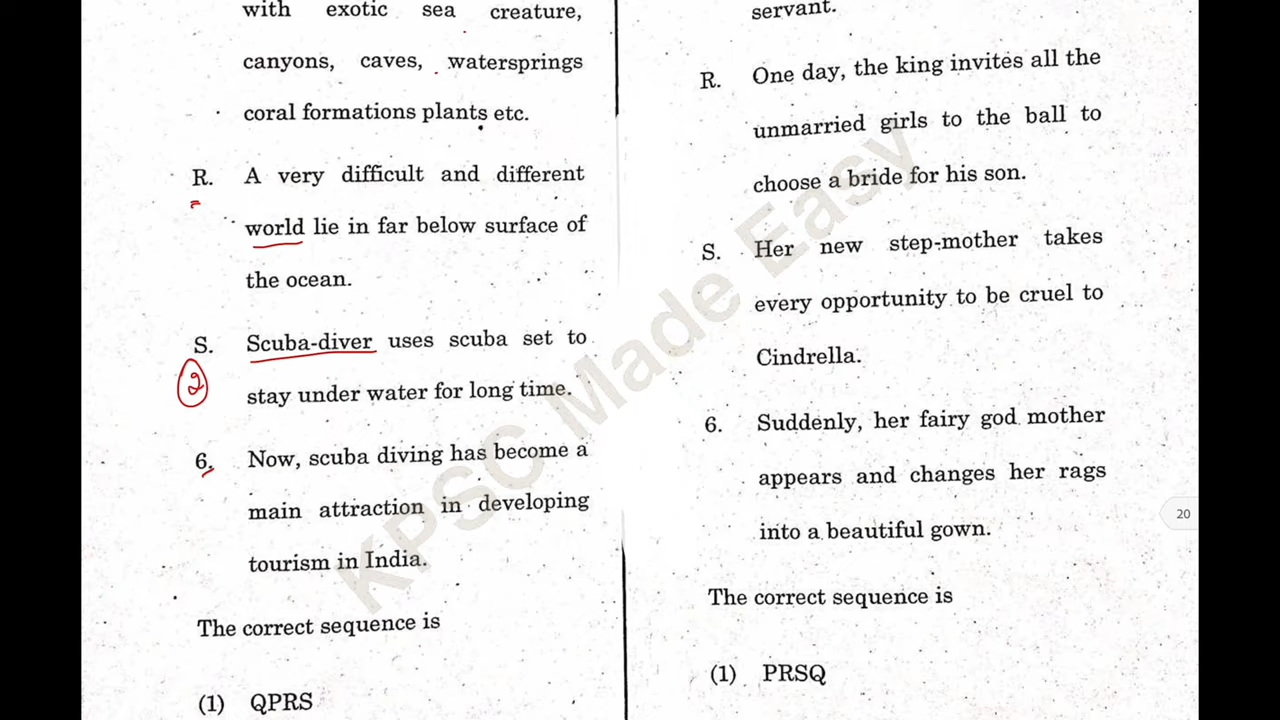 with exotic sea creature,
canyons, caves, watersprings
coral formations plants etc.
R. A very difficult and different
world lie in far below surface of
the ocean.
S. Scuba-diver uses scuba set to
2
stay under water for long time.
6. Now, scuba diving has become a
main attraction in developing
tourism in India.
The correct sequence is
(1) QPRS
servant.
R. One day, the king invites all the
unmarried girls to the ball to
choose a bride for his son.
S. Her new step-mother takes
every opportunity to be cruel to
Cindrella.
6. Suddenly, her fairy god mother
appears and changes her rags
into a beautiful gown.
The correct sequence is
(1) PRSQ
KPSC Made Easy
20